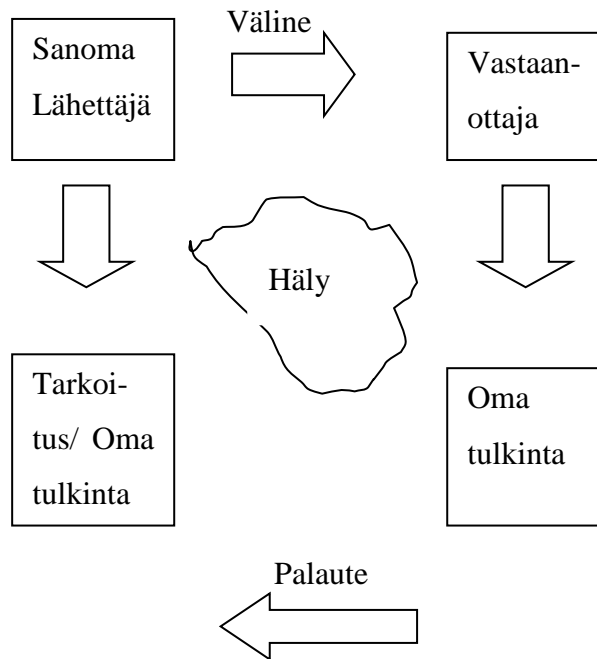 Väline
Sanoma
Lähettäjä
Vastaan-
ottaja
Häly
Tarkoi-
tus/ Oma
tulkinta
Oma
tulkinta
Palaute